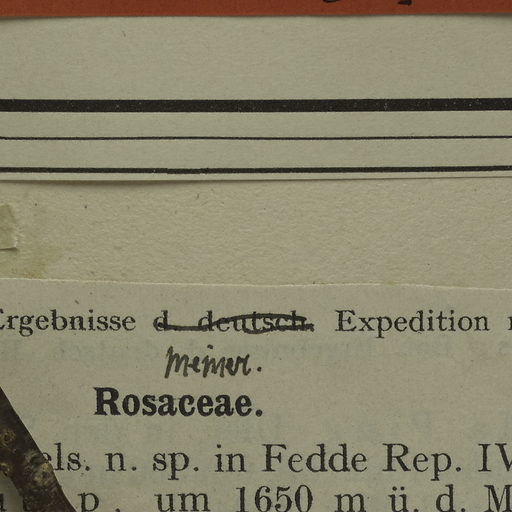 Ergebnisse d. deutsch. Expedition
meiner.
Rosaceae.
els. n. sp. in Fedde Rep. IV
p. um 1650 m ü. d. M